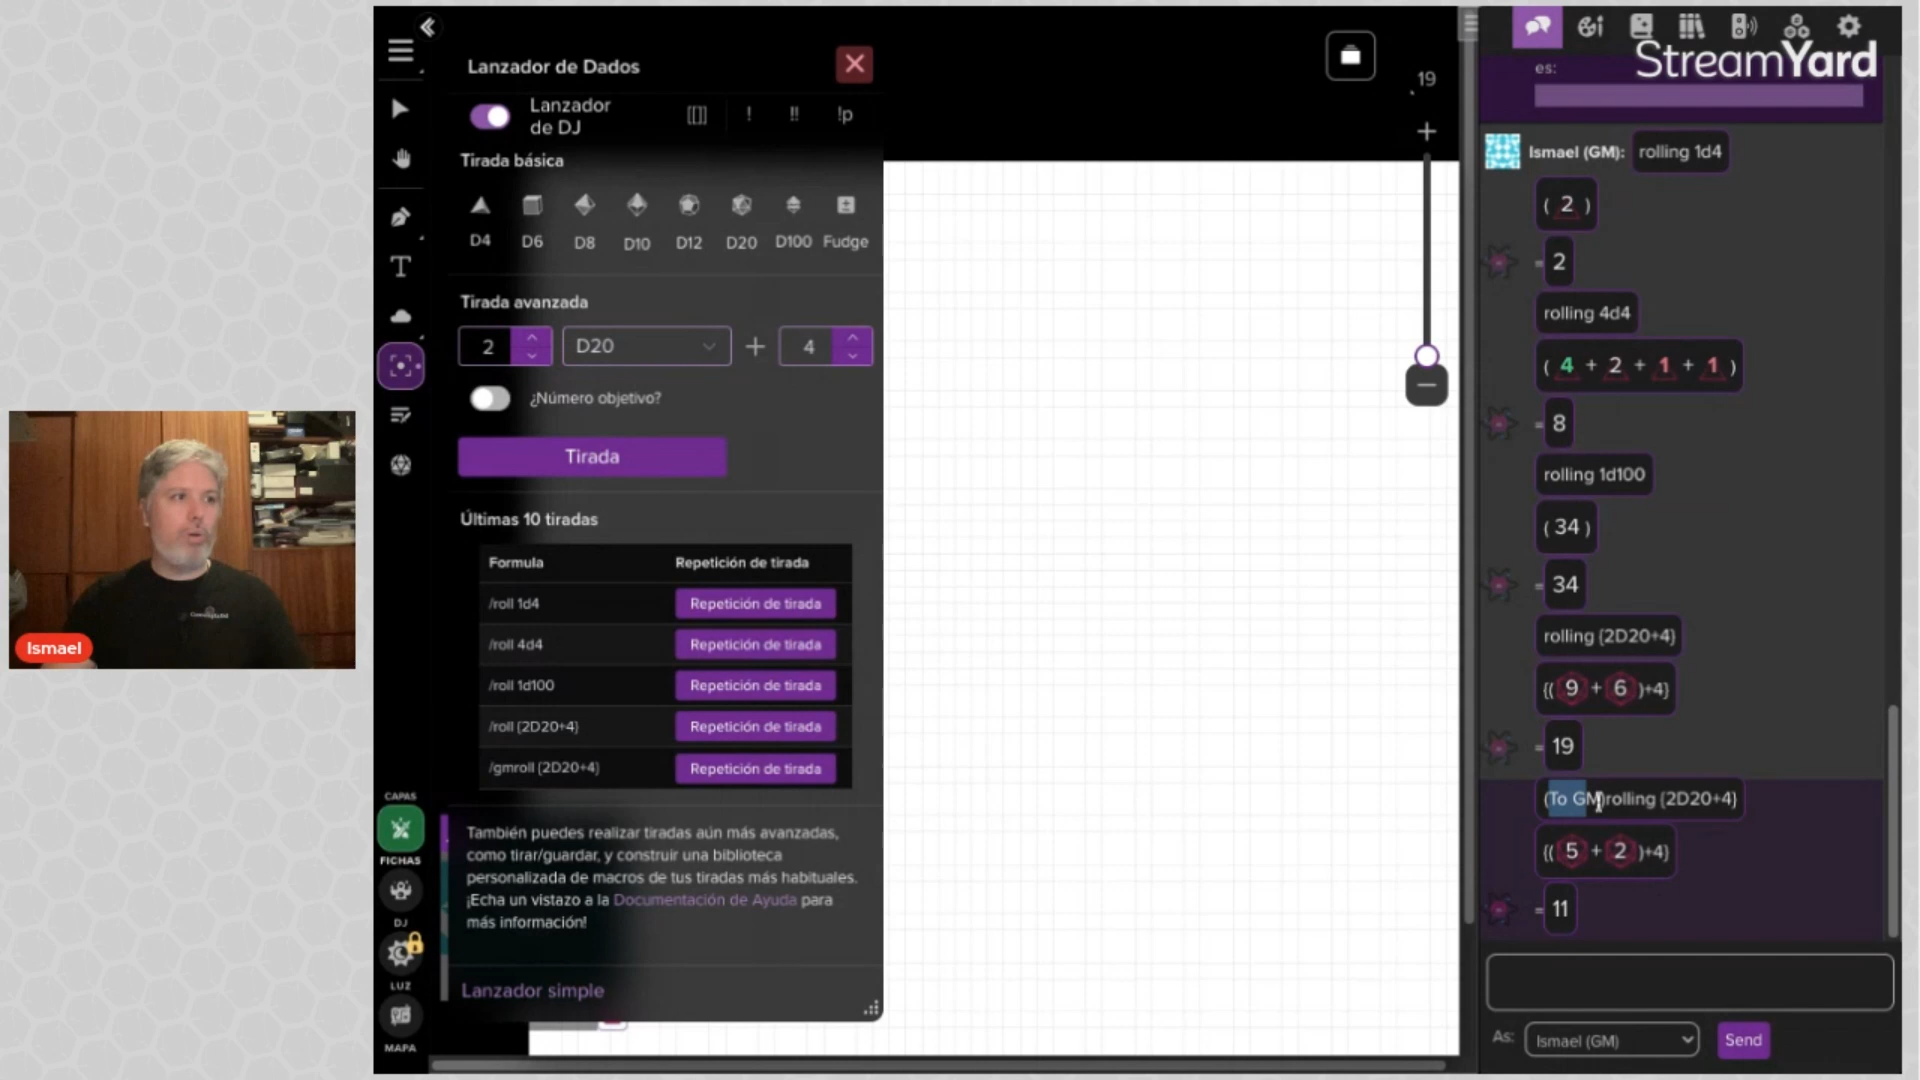 Lanzador de Dados
Lanzador
de DJ
[[]]
!
!!
!p
Tirada básica
D4
D6
D8
D10
D12
D20
D100
Fudge
Tirada avanzada
2
D20
+
4
¿Número objetivo?
Tirada
Últimas 10 tiradas
Formula
Repetición de tirada
/roll 1d4
Repetición de tirada
/roll 4d4
Repetición de tirada
/roll 1d100
Repetición de tirada
/roll {2D20+4}
Repetición de tirada
/gmroll {2D20+4}
Repetición de tirada
También puedes realizar tiradas aún más avanzadas,
como tirar/guardar, y construir una biblioteca
personalizada de macros de tus tiradas más habituales.
¡Echa un vistazo a la Documentación de Ayuda para
más información!
Lanzador simple
CAPAS
FICHAS
DJ
LUZ
MAPA
Ismael
19
StreamYard
es:
Ismael (GM): rolling 1d4
( 2 )
= 2
rolling 4d4
( 4 + 2 + 1 + 1 )
= 8
rolling 1d100
( 34 )
= 34
rolling {2D20+4}
{( 9 + 6 )+4}
= 19
(To GM)rolling {2D20+4}
{( 5 + 2 )+4}
= 11
As:
Ismael (GM)
Send